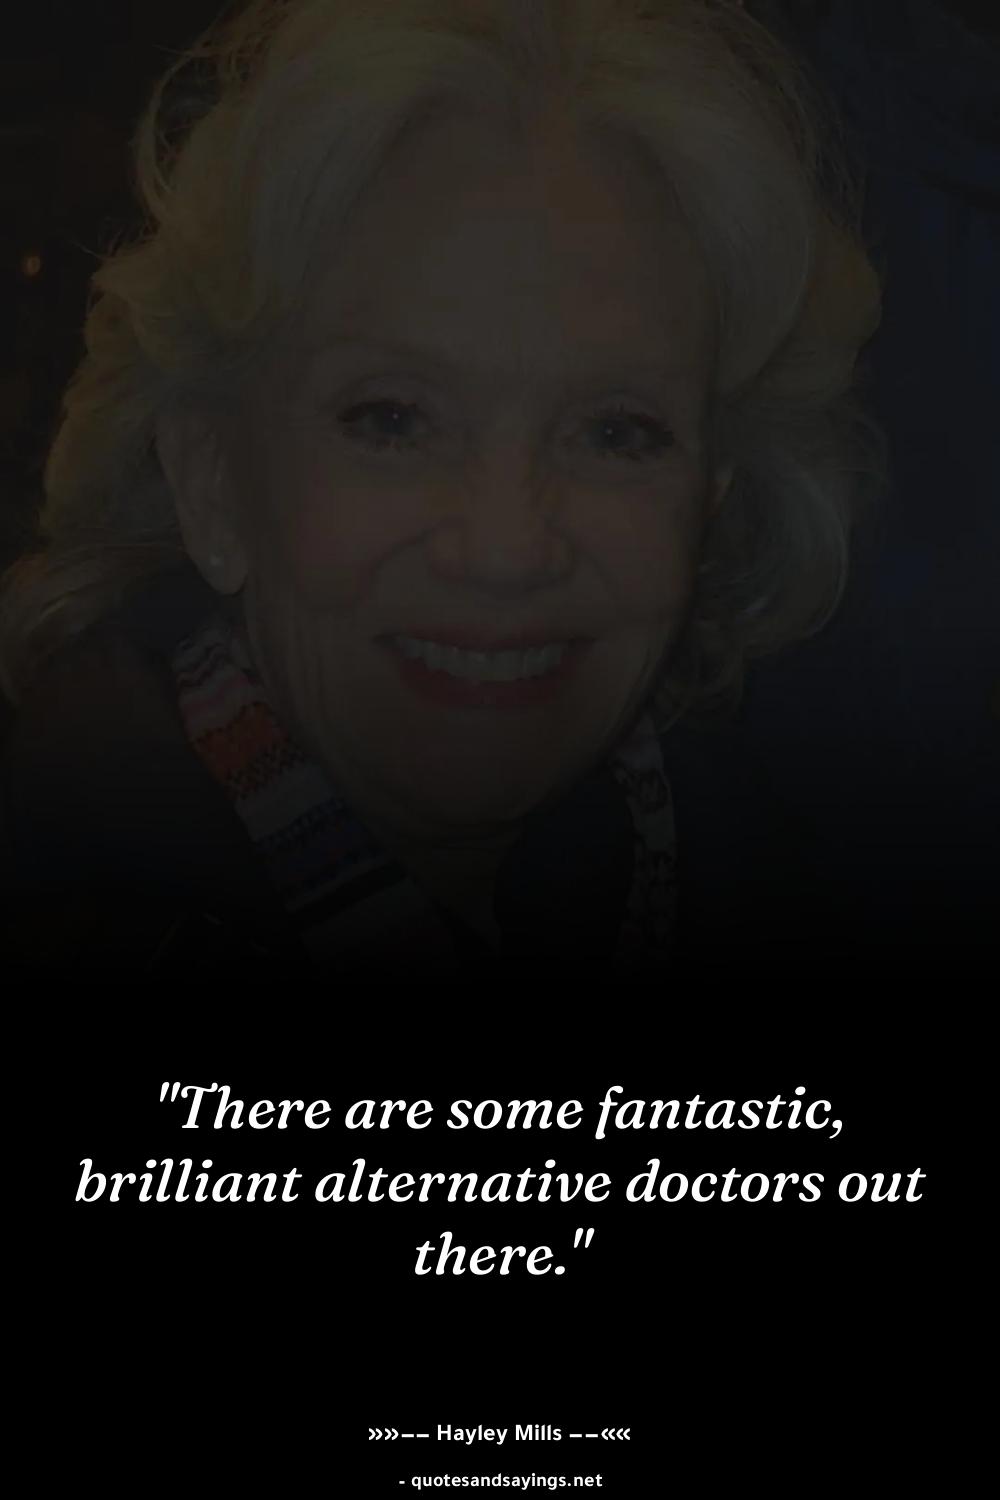 "There are some fantastic,
brilliant alternative doctors out
there."
»»–– Hayley Mills ––««
- quotesandsayings.net